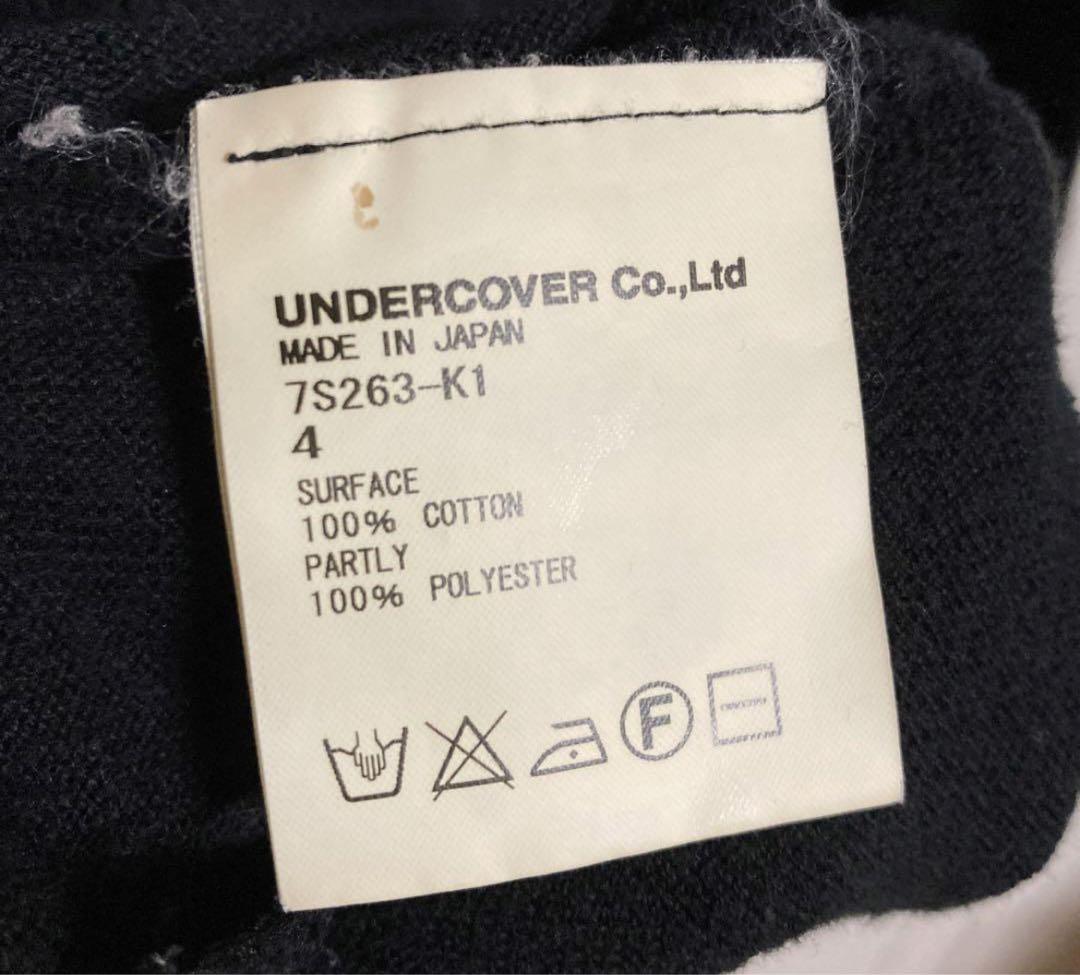 UNDERCOVER Co.,Ltd
MADE IN JAPAN
7S263-K1
4
SURFACE
100% COTTON
PARTLY
100% POLYESTER
F